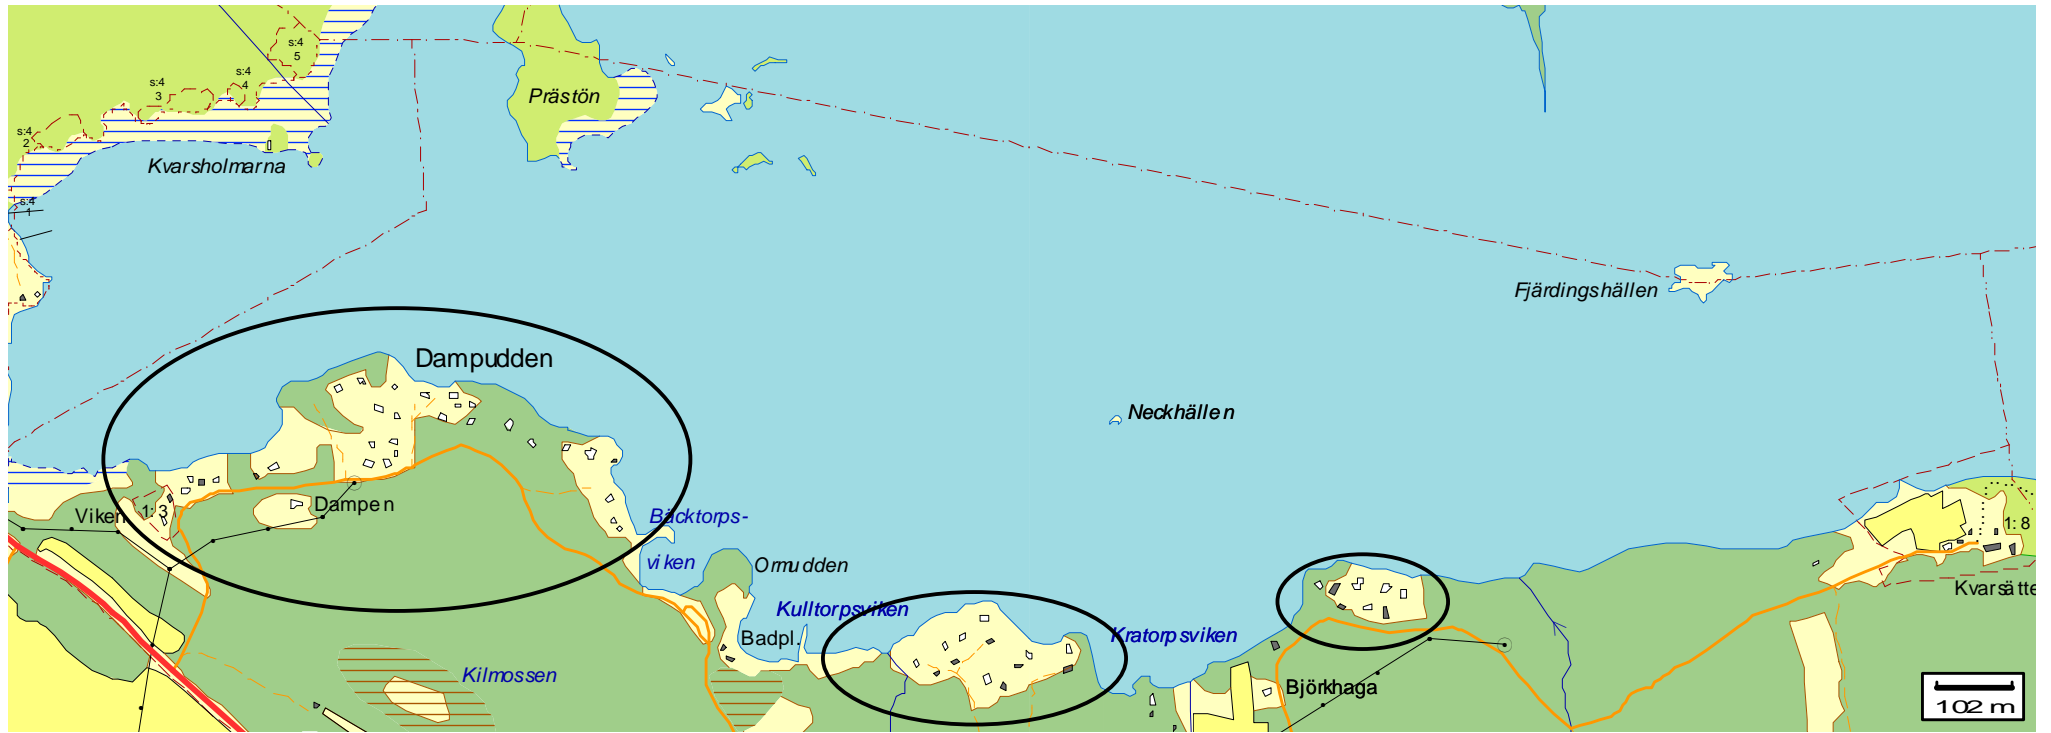 s:4
5
s:4
4
s:4
3
s:4
2
Prästön
Kvarsholmarna
s:4
1
Fjärdingshällen
Dampudden
Neckhällen
Viken
1:3
Dampen
Bäcktorps-
viken
Ornudden
1:8
Kvarsätte
Kulltorpsviken
Badpl.
Kratorpsviken
Kilmossen
Björkhaga
102 m